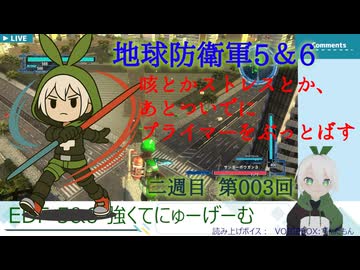 LIVE
Comments
地球防衛軍5&6
咳とかストレスとか、
あとついでに
プライマーをぶっとばす
二週目 第003回
強くてにゅーげーむ
読み上げボイス: VOICEVOX: